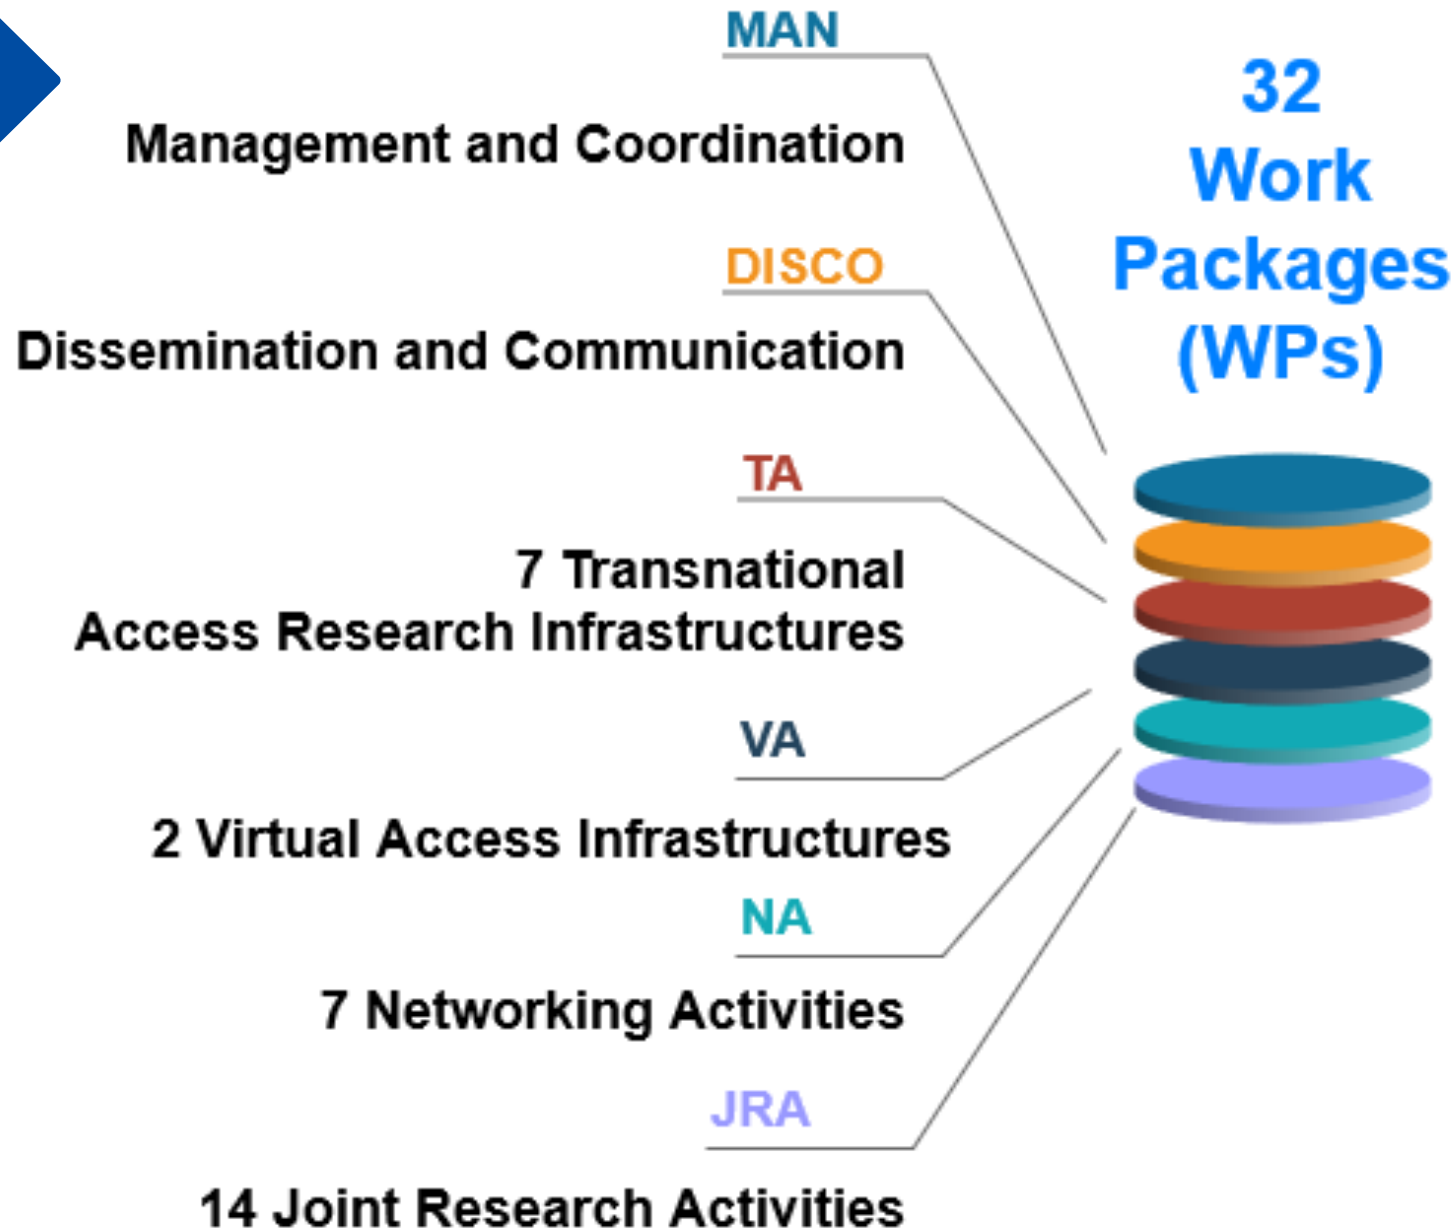 MAN
Management and Coordination
DISCO
Dissemination and Communication
TA
7 Transnational
Access Research Infrastructures
VA
2 Virtual Access Infrastructures
NA
7 Networking Activities
JRA
14 Joint Research Activities
32
Work
Packages
(WPs)